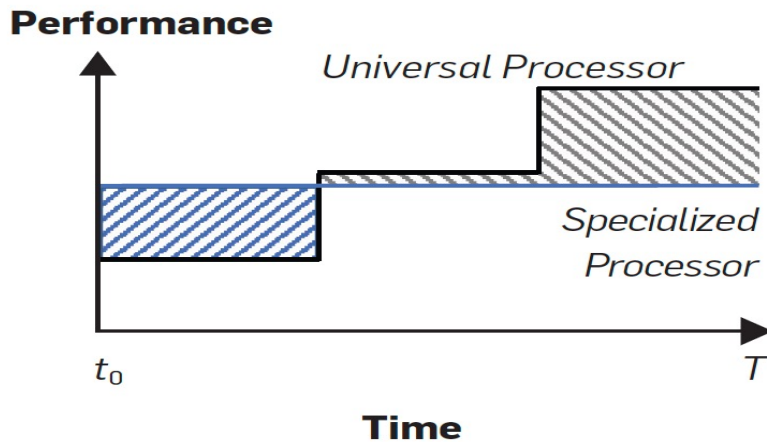 Performance
Universal Processor
Specialized
Processor
t₀
T
Time